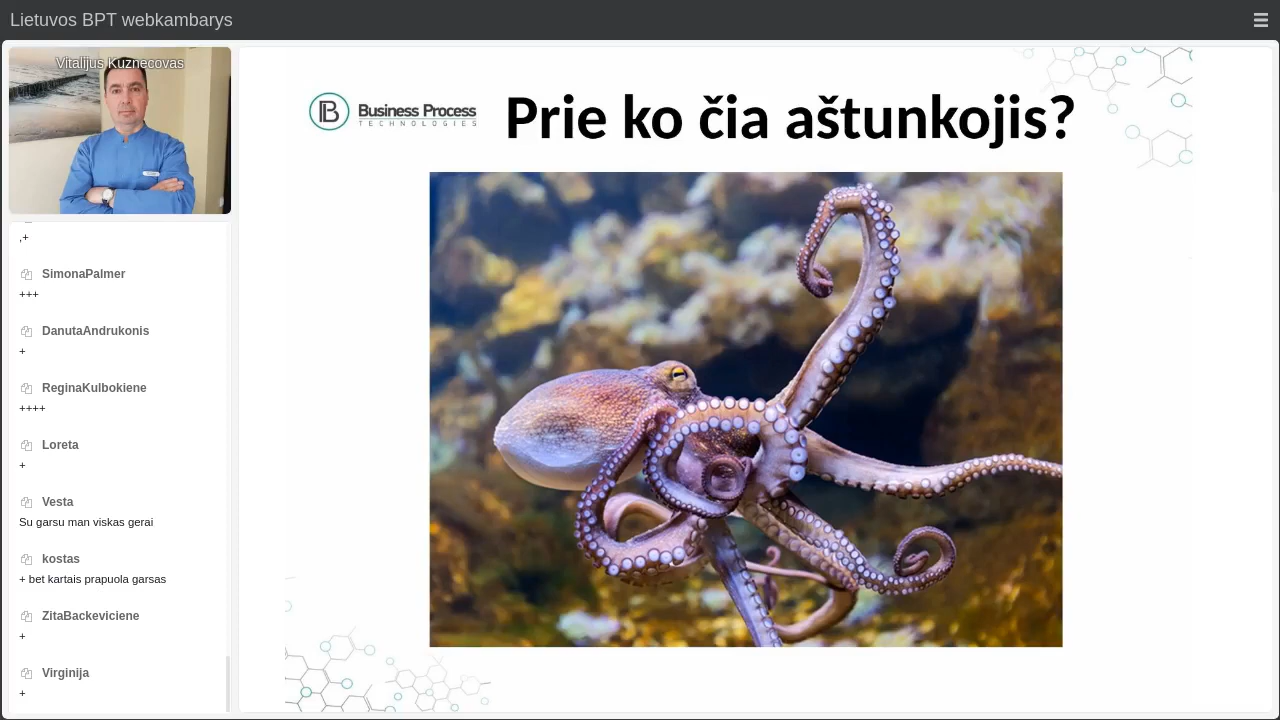 Lietuvos BPT webkambarys
Vitalijus Kuznecovas
,+
SimonaPalmer
+++
DanutaAndrukonis
+
ReginaKulbokiene
++++
Loreta
+
Vesta
Su garsu man viskas gerai
kostas
+ bet kartais prapuola garsas
ZitaBackeviciene
+
Virginija
+
Business Process
TECHNOLOGIES
Prie ko čia aštunkojis?